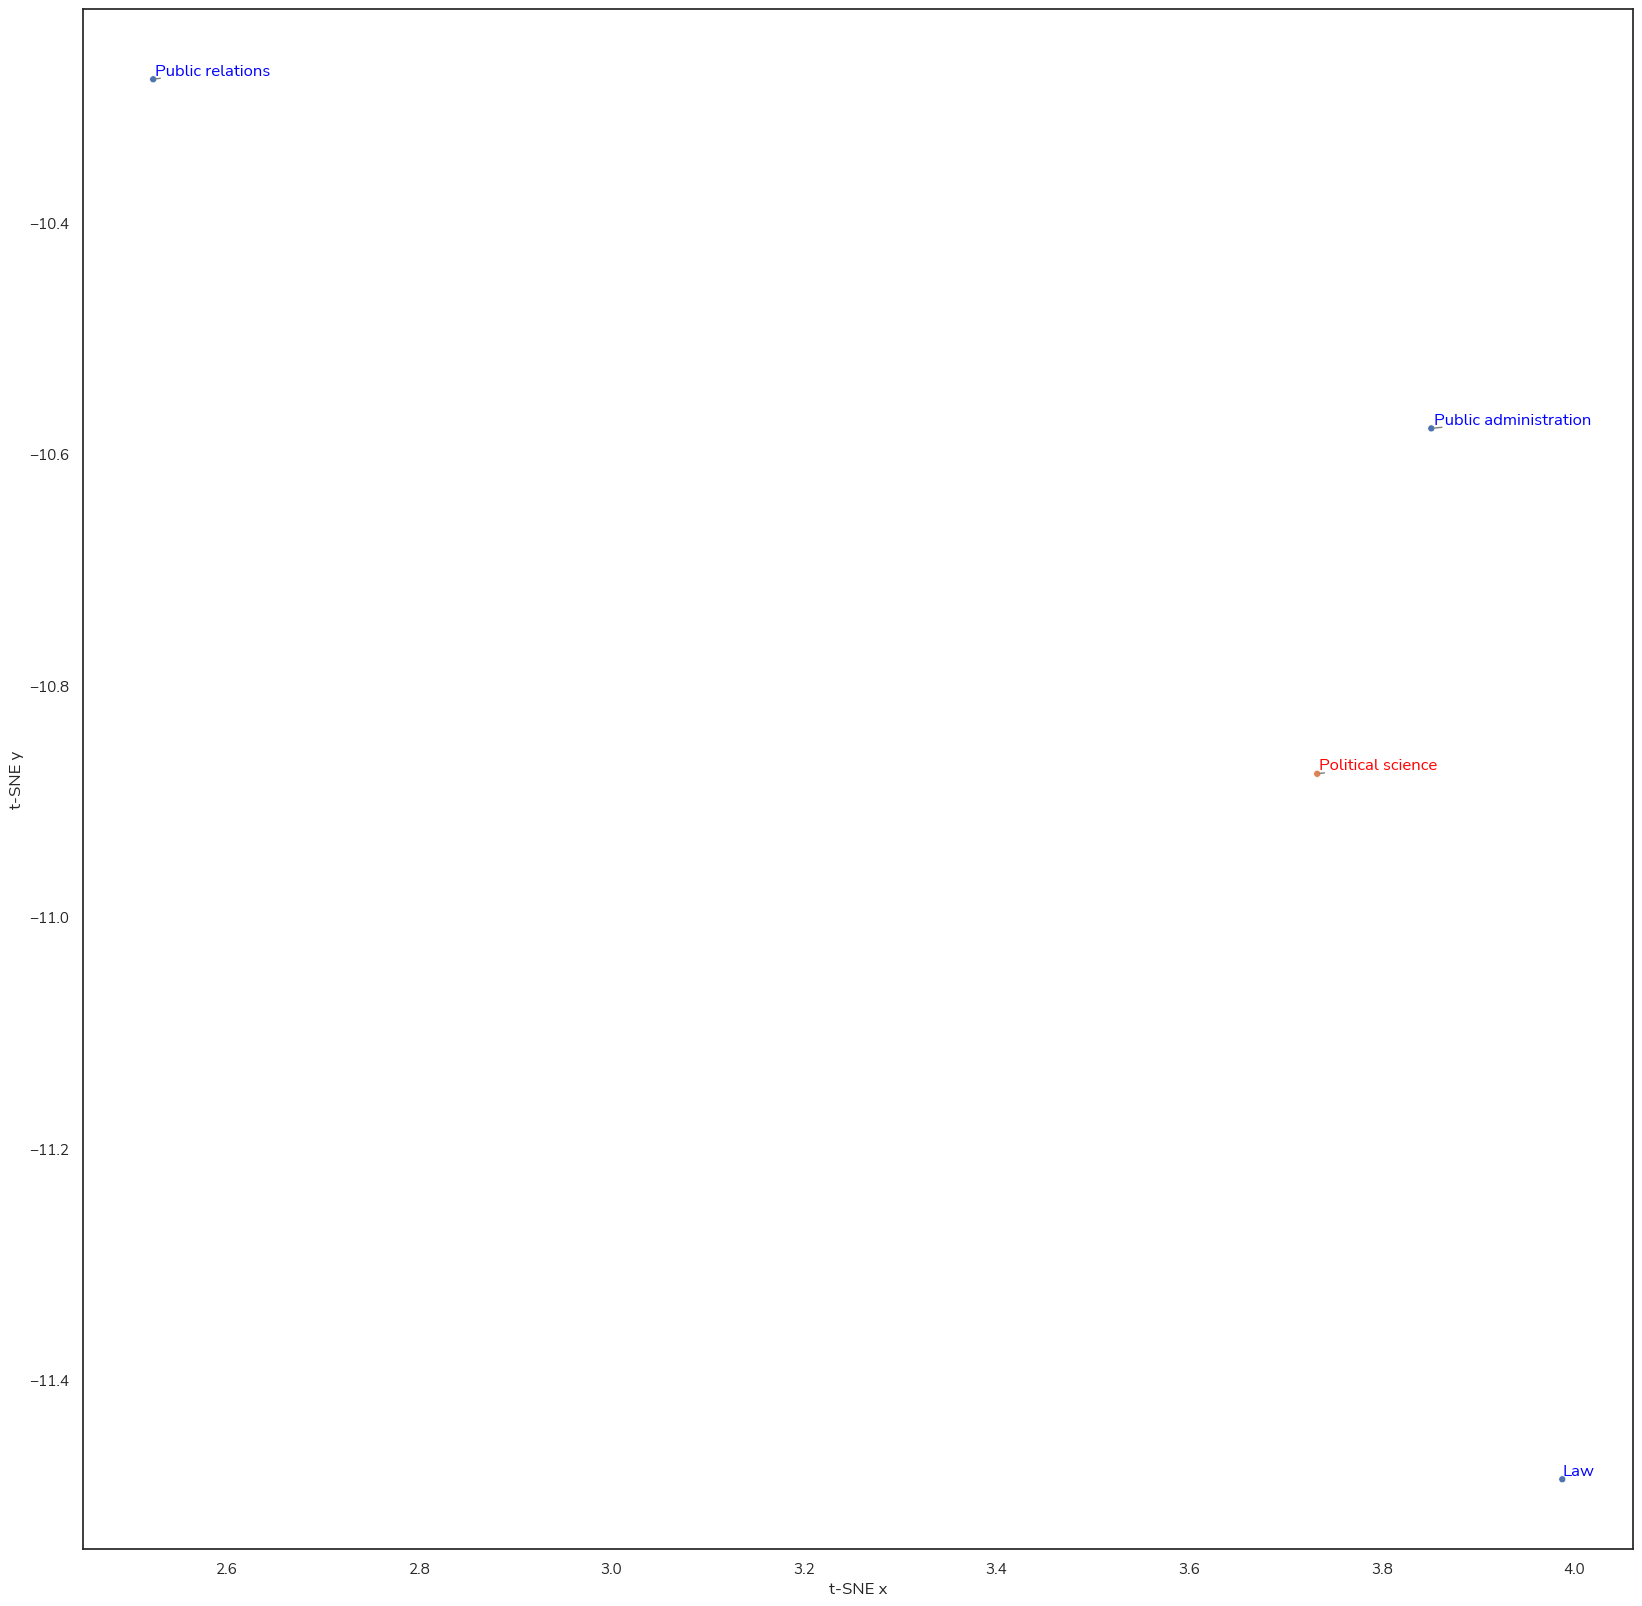 Public relations
−10.4
Public administration
−10.6
−10.8
Political science
t-SNE y
−11.0
−11.2
−11.4
Law
2.6 2.8 3.0 3.2 3.4 3.6 3.8 4.0
t-SNE x